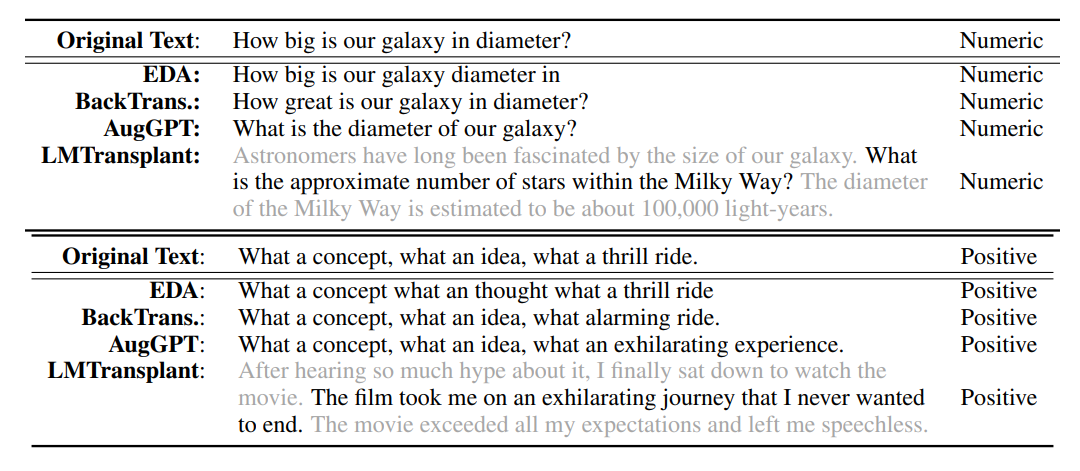 Original Text: How big is our galaxy in diameter? Numeric
EDA: How big is our galaxy diameter in Numeric
BackTrans.: How great is our galaxy in diameter? Numeric
AugGPT: What is the diameter of our galaxy? Numeric
LMTransplant: Astronomers have long been fascinated by the size of our galaxy. What
is the approximate number of stars within the Milky Way? The diameter Numeric
of the Milky Way is estimated to be about 100,000 light-years.
Original Text: What a concept, what an idea, what a thrill ride. Positive
EDA: What a concept what an thought what a thrill ride Positive
BackTrans.: What a concept, what an idea, what alarming ride. Positive
AugGPT: What a concept, what an idea, what an exhilarating experience. Positive
LMTransplant: After hearing so much hype about it, I finally sat down to watch the
movie. The film took me on an exhilarating journey that I never wanted Positive
to end. The movie exceeded all my expectations and left me speechless.